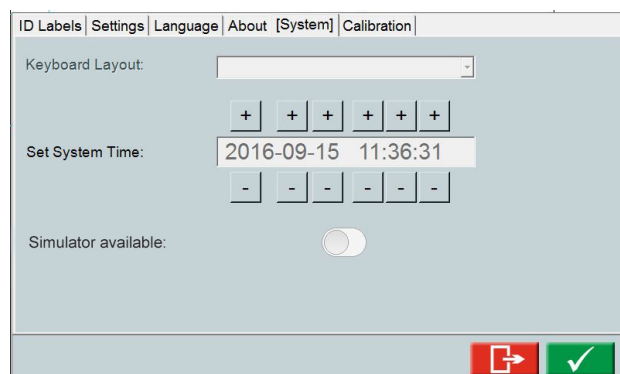 ID Labels Settings Language About [System] Calibration
Keyboard Layout:
+ + + + + +
Set System Time: 2016-09-15 11:36:31
- - - - - -
Simulator available: